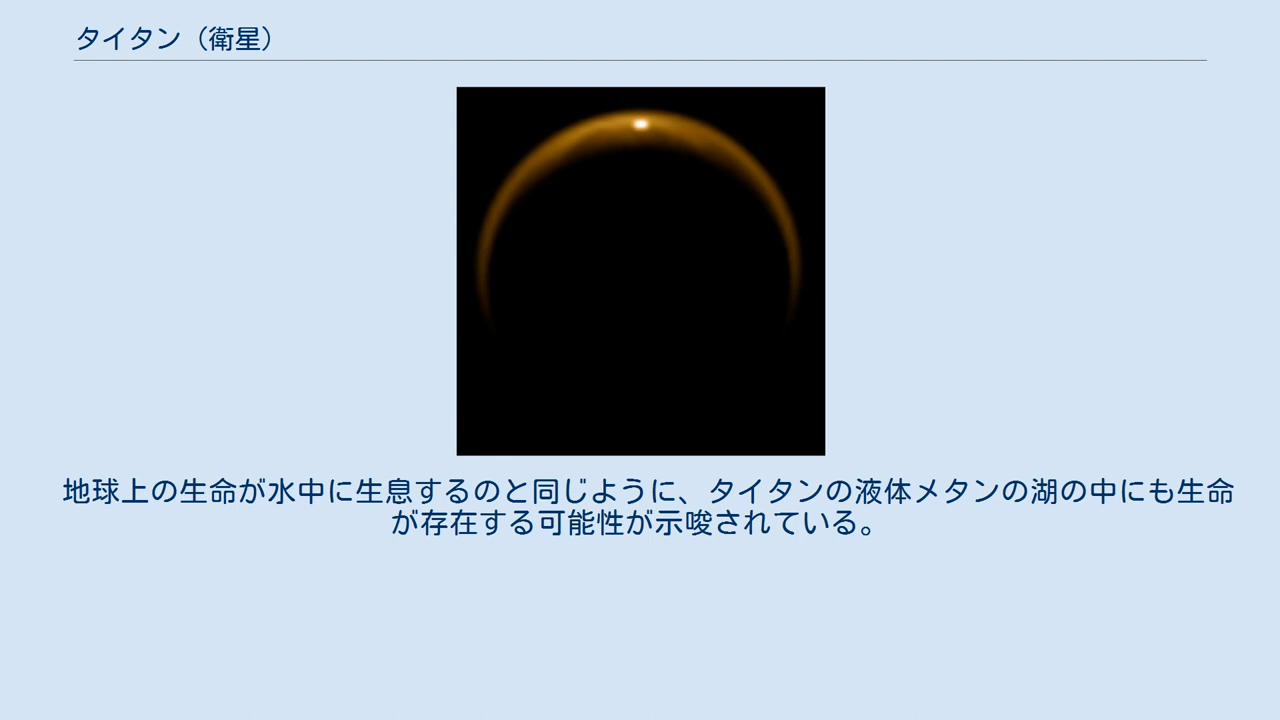 タイタン（衛星）
地球上の生命が水中に生息するのと同じように、タイタンの液体メタンの湖の中にも生命
が存在する可能性が示唆されている。